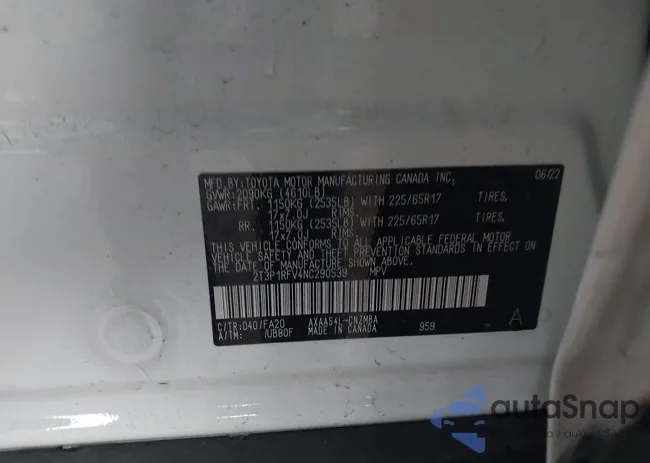 MFD.BY:TOYOTA MOTOR MANUFACTURING CANADA INC. 06/22
GVWR:2090KG (4610LB)
GAWR:FRT. 1150KG (2535LB) WITH 225/65R17 TIRES,
17x7.0J RIMS.
RR. 1150KG (2535LB) WITH 225/65R17 TIRES,
17x7.0J RIMS.
THIS VEHICLE CONFORMS TO ALL APPLICABLE FEDERAL MOTOR
VEHICLE SAFETY AND THEFT PREVENTION STANDARDS IN EFFECT ON
THE DATE OF MANUFACTURE SHOWN ABOVE.
2T3P1RFV4NC290539 MPV
C/TR:040/FA20 AXAA54L-CNZMBA
A/TM: /UB80F MADE IN CANADA 959 A
autoSnap